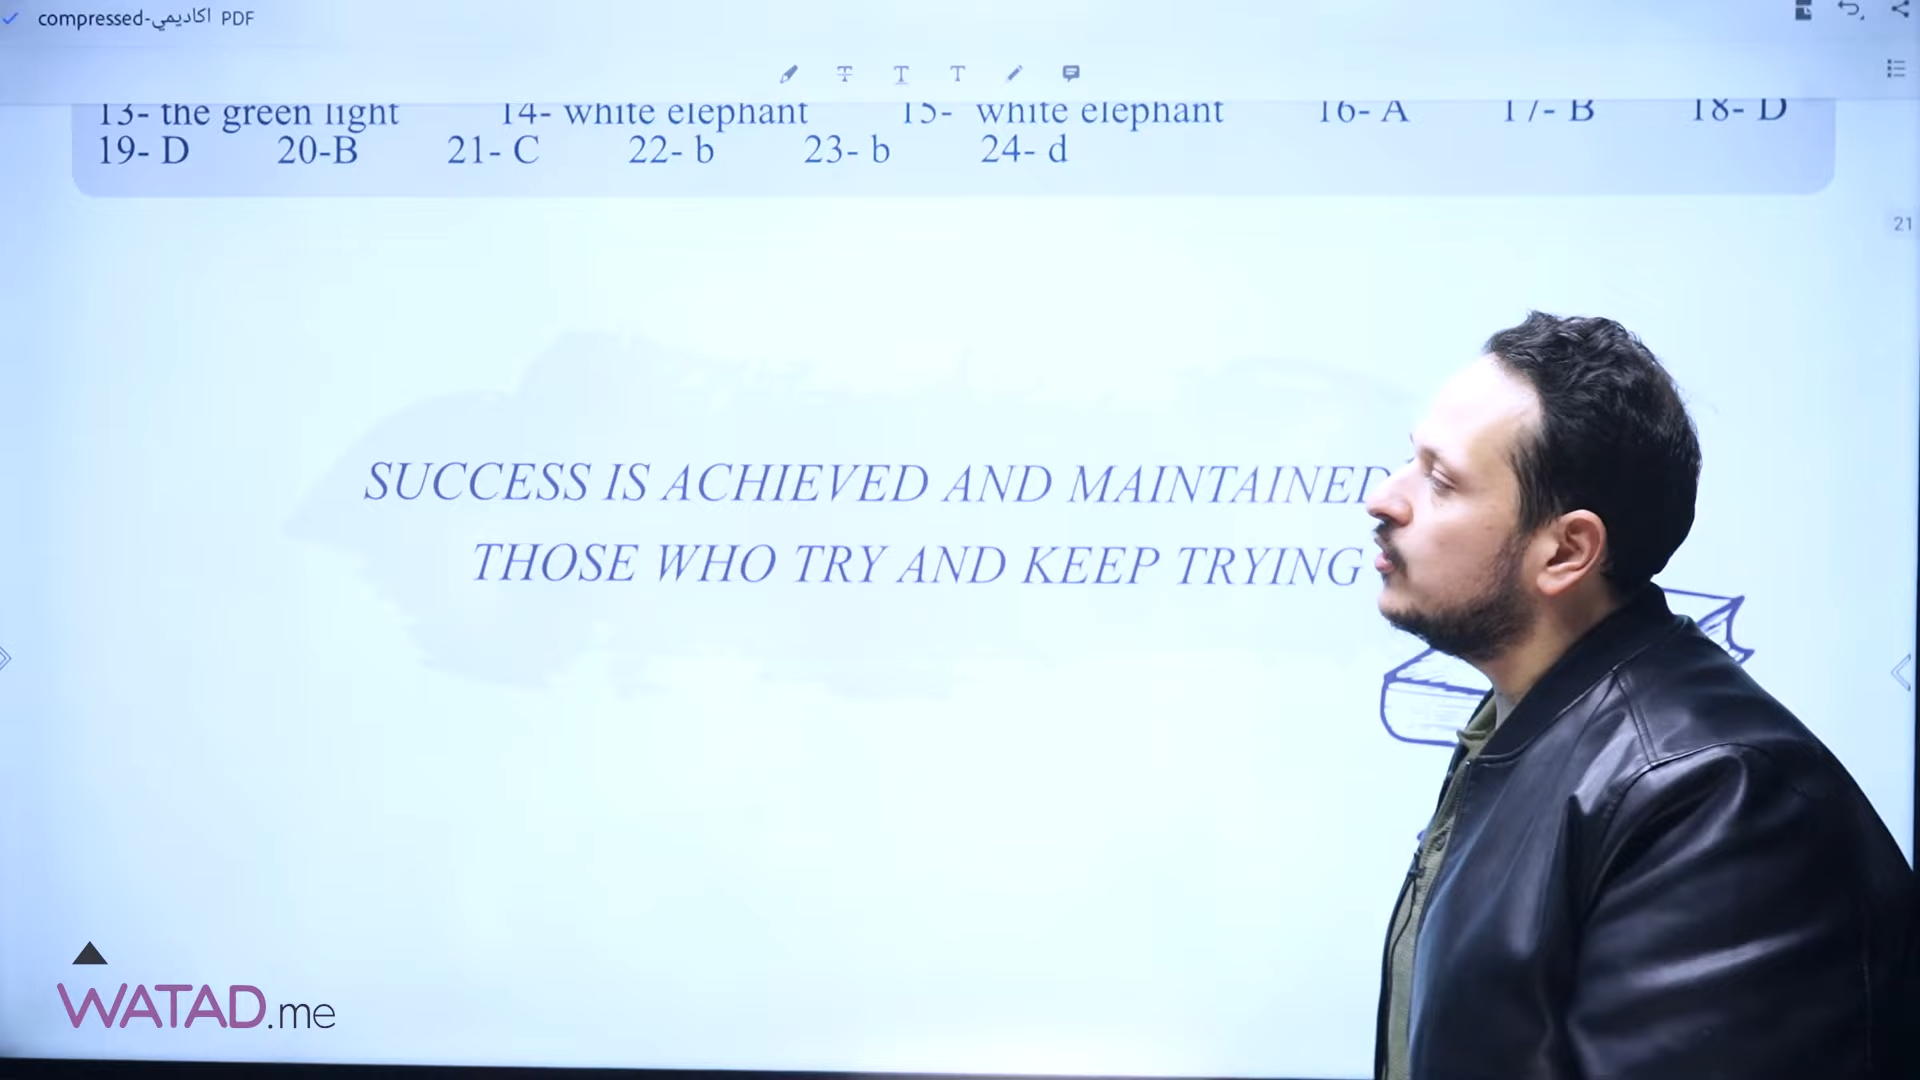 compressed-اكاديمي PDF
13- the green light 14- white elephant 15- white elephant 16- A 17- B 18- D
19- D 20-B 21- C 22- b 23- b 24- d
21
SUCCESS IS ACHIEVED AND MAINTAINED
THOSE WHO TRY AND KEEP TRYING
WATAD.me